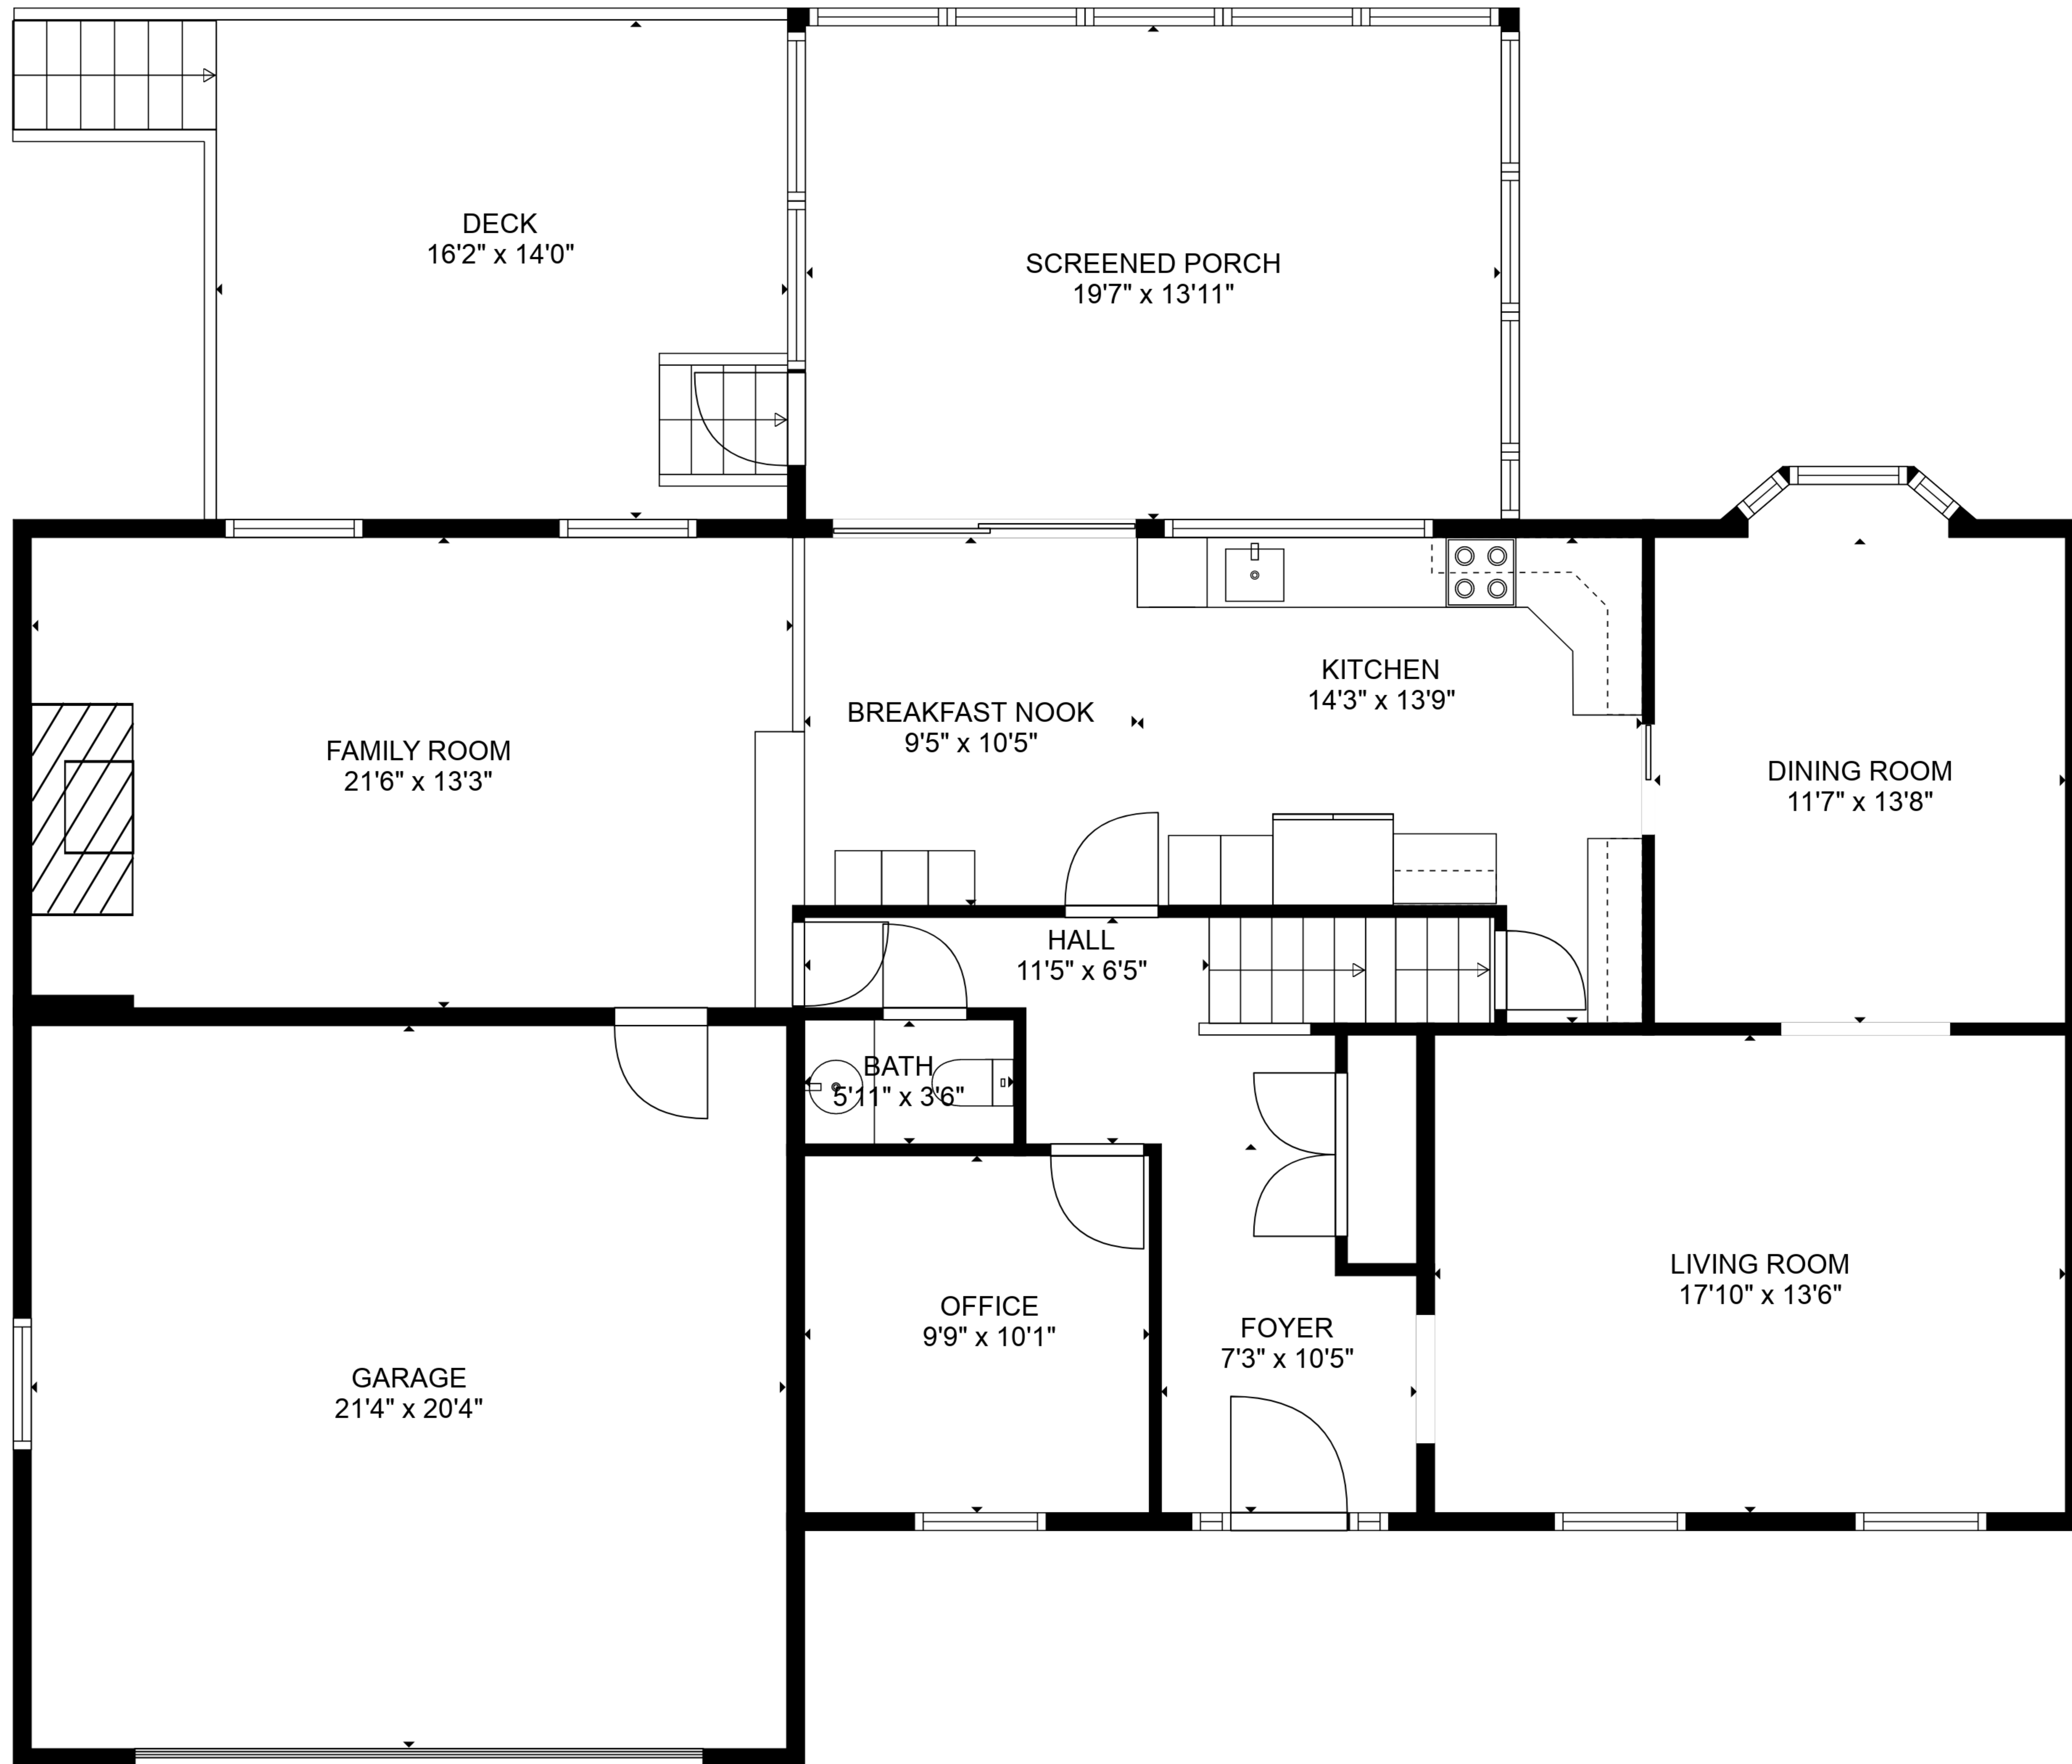 DECK
16'2" x 14'0"
SCREENED PORCH
19'7" x 13'11"
KITCHEN
14'3" x 13'9"
BREAKFAST NOOK
9'5" x 10'5"
FAMILY ROOM
21'6" x 13'3"
DINING ROOM
11'7" x 13'8"
HALL
11'5" x 6'5"
BATH
5'11" x 3'6"
LIVING ROOM
17'10" x 13'6"
OFFICE
9'9" x 10'1"
FOYER
7'3" x 10'5"
GARAGE
21'4" x 20'4"